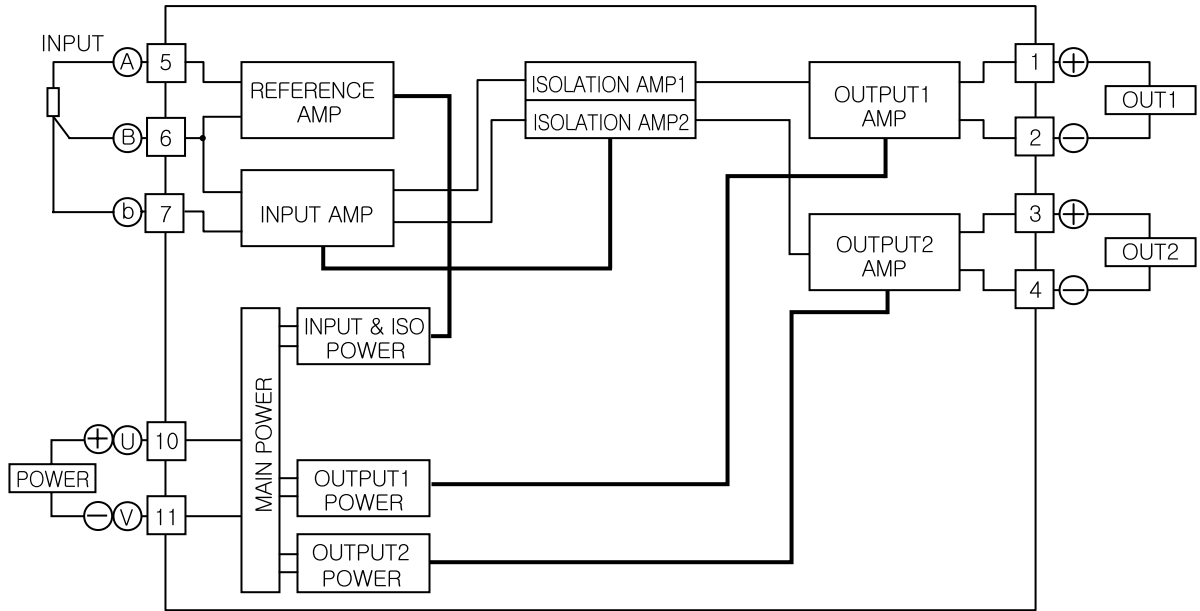 INPUT
A
5
B
6
b
7
REFERENCE
AMP
INPUT AMP
ISOLATION AMP1
ISOLATION AMP2
OUTPUT1
AMP
OUTPUT2
AMP
1
+
2
−
OUT1
3
+
4
−
OUT2
MAIN POWER
INPUT & ISO
POWER
OUTPUT1
POWER
OUTPUT2
POWER
POWER
+
U
10
−
V
11